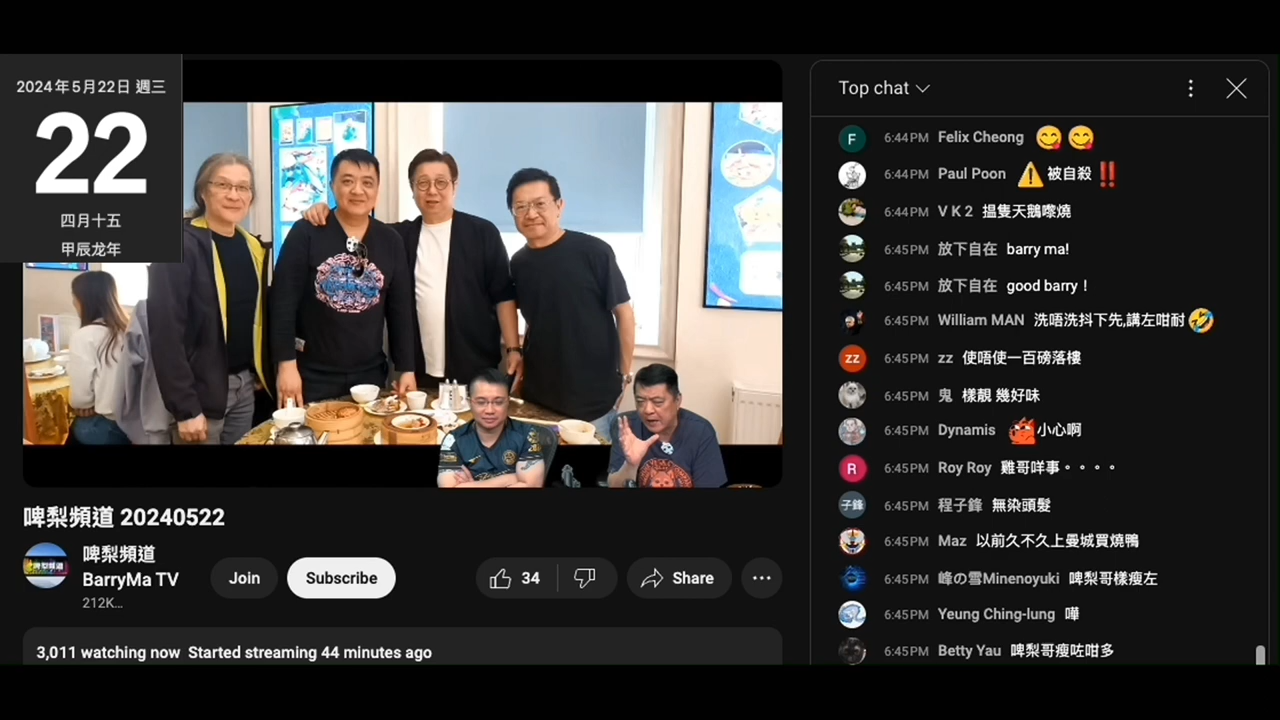 2024年5月22日 週三
22
四月十五
甲辰龙年
啤梨頻道 20240522
啤梨頻道
BarryMa TV
212K...
Join
Subscribe
34
Share
3,011 watching now Started streaming 44 minutes ago
Top chat
6:44PM Felix Cheong 😋 😋
6:44PM Paul Poon ⚠️ 被自殺 ‼️
6:44PM V K 2 搵隻天鵝嚟燒
6:45PM 放下自在 barry ma!
6:45PM 放下自在 good barry！
6:45PM William MAN 洗唔洗抖下先,講左咁耐🤣
6:45PM zz 使唔使一百磅落樓
6:45PM 鬼 樣靚 幾好味
6:45PM Dynamis 小心啊
6:45PM Roy Roy 雞哥咩事。。。。
6:45PM 程子鋒 無染頭髮
6:45PM Maz 以前久不久上曼城買燒鴨
6:45PM 峰の雪Minenoyuki 啤梨哥樣瘦左
6:45PM Yeung Ching-lung 嘩
6:45PM Betty Yau 啤梨哥瘦咗咁多
F
ZZ
R
子鋒